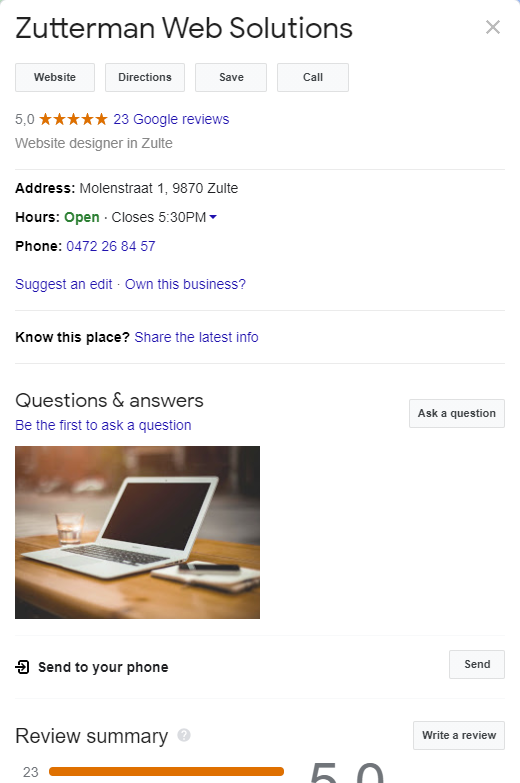 Zutterman Web Solutions
Website Directions Save Call
5,0 23 Google reviews
Website designer in Zulte
Address: Molenstraat 1, 9870 Zulte
Hours: Open · Closes 5:30PM
Phone: 0472 26 84 57
Suggest an edit · Own this business?
Know this place? Share the latest info
Questions & answers
Ask a question
Be the first to ask a question
Send to your phone Send
Review summary ? Write a review
23 5,0